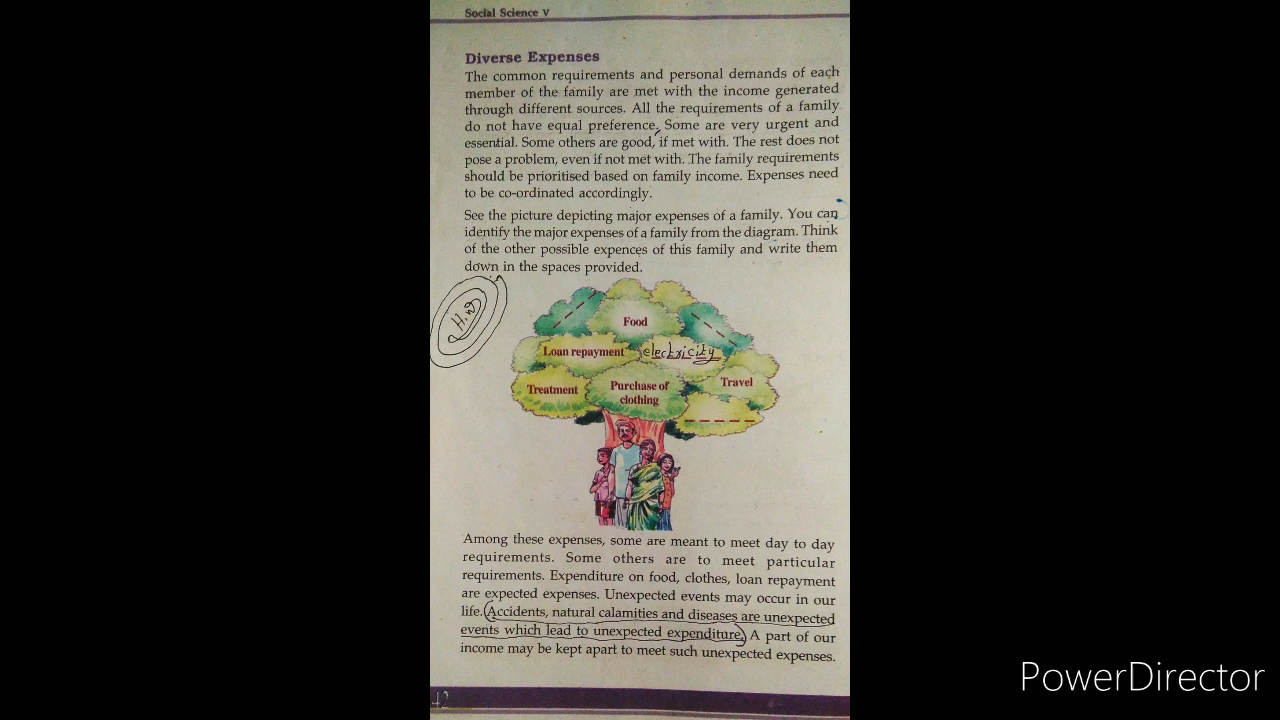 Social Science V
Diverse Expenses
The common requirements and personal demands of each
member of the family are met with the income generated
through different sources. All the requirements of a family
do not have equal preference. Some are very urgent and
essential. Some others are good, if met with. The rest does not
pose a problem, even if not met with. The family requirements
should be prioritised based on family income. Expenses need
to be co-ordinated accordingly.
See the picture depicting major expenses of a family. You can
identify the major expenses of a family from the diagram. Think
of the other possible expences of this family and write them
down in the spaces provided.
H.W
Food
Loan repayment electricity
Treatment
Purchase of
clothing
Travel
Among these expenses, some are meant to meet day to day
requirements. Some others are to meet particular
requirements. Expenditure on food, clothes, loan repayment
are expected expenses. Unexpected events may occur in our
life. Accidents, natural calamities and diseases are unexpected
events which lead to unexpected expenditure. A part of our
income may be kept apart to meet such unexpected expenses.
42
PowerDirector